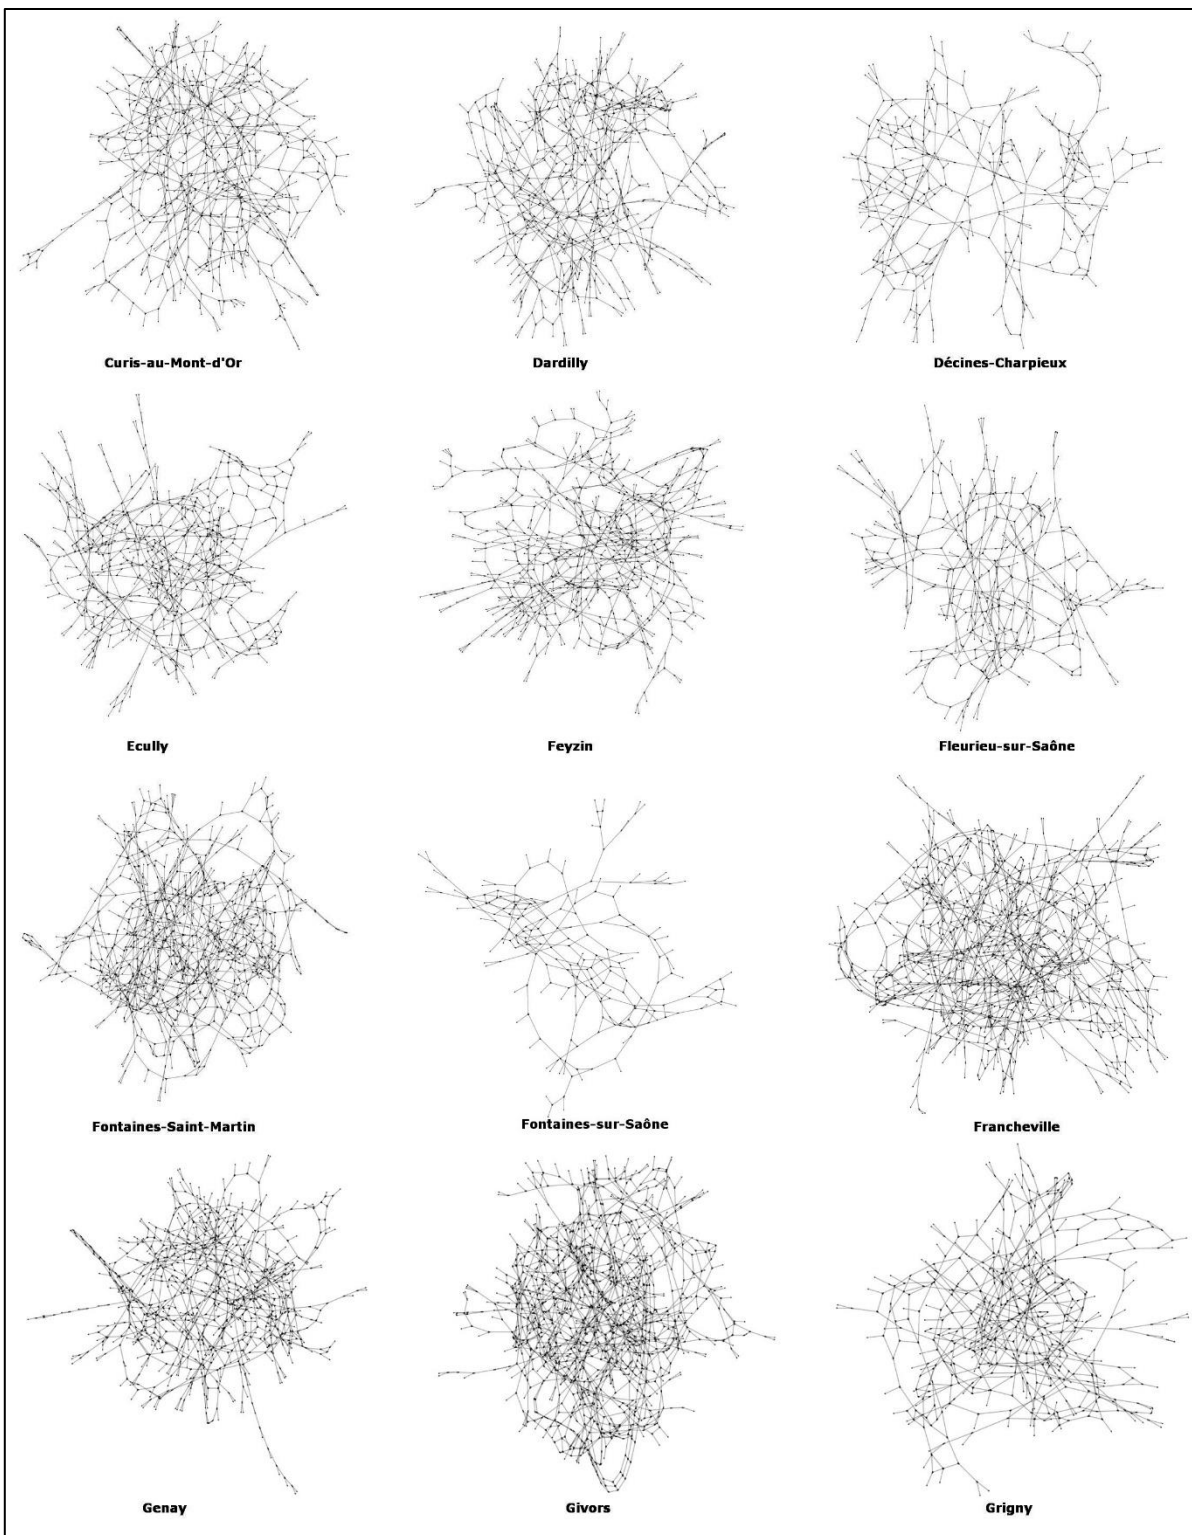 Curis-au-Mont-d'Or
Dardilly
Décines-Charpieux
Ecully
Feyzin
Fleurieu-sur-Saône
Fontaines-Saint-Martin
Fontaines-sur-Saône
Francheville
Genay
Givors
Grigny